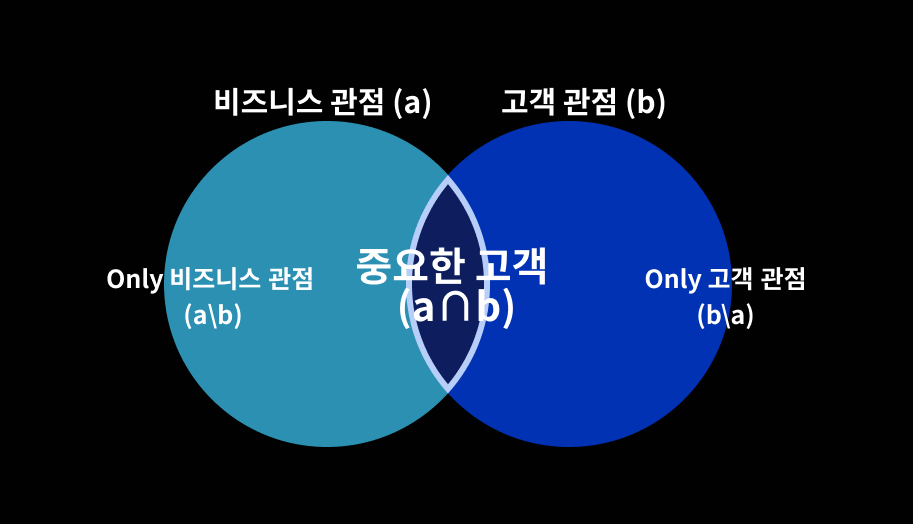 비즈니스 관점 (a)
고객 관점 (b)
Only 비즈니스 관점
(a\b)
중요한 고객
(a∩b)
Only 고객 관점
(b\a)